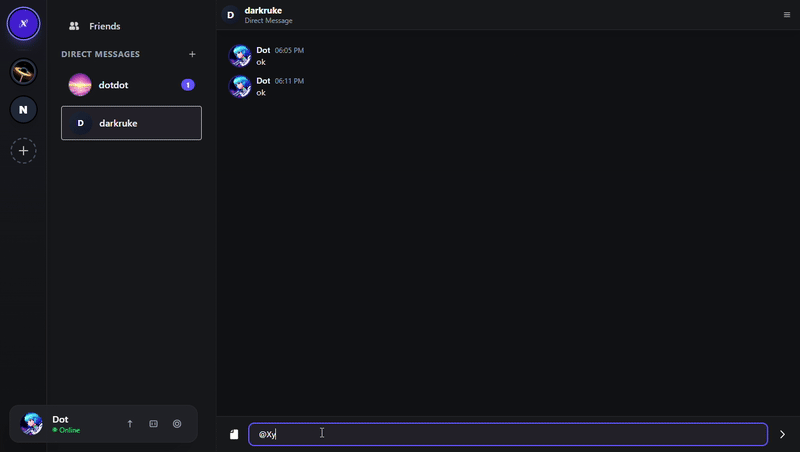 X
Friends
DIRECT MESSAGES +
dotdot 1
D darkruke
N
+
Dot
Online
D darkruke
Direct Message
Dot 06:05 PM
ok
Dot 06:11 PM
ok
@Xy